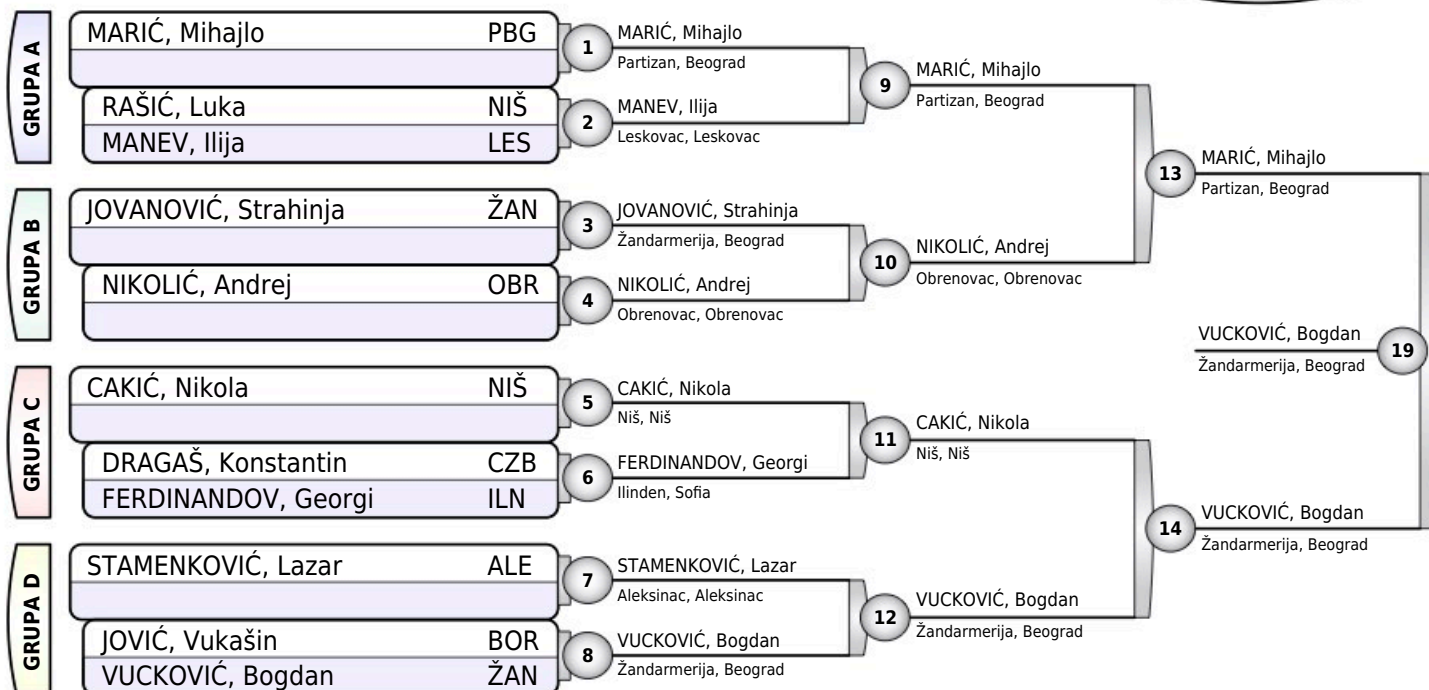 GRUPA A
MARIĆ, Mihajlo PBG
RAŠIĆ, Luka NIŠ
MANEV, Ilija LES
GRUPA B
JOVANOVIĆ, Strahinja ŽAN
NIKOLIĆ, Andrej OBR
GRUPA C
CAKIĆ, Nikola NIŠ
DRAGAŠ, Konstantin CZB
FERDINANDOV, Georgi ILN
GRUPA D
STAMENKOVIĆ, Lazar ALE
JOVIĆ, Vukašin BOR
VUCKOVIĆ, Bogdan ŽAN
1
MARIĆ, Mihajlo
Partizan, Beograd
2
MANEV, Ilija
Leskovac, Leskovac
3
JOVANOVIĆ, Strahinja
Žandarmerija, Beograd
4
NIKOLIĆ, Andrej
Obrenovac, Obrenovac
5
CAKIĆ, Nikola
Niš, Niš
6
FERDINANDOV, Georgi
Ilinden, Sofia
7
STAMENKOVIĆ, Lazar
Aleksinac, Aleksinac
8
VUCKOVIĆ, Bogdan
Žandarmerija, Beograd
9
MARIĆ, Mihajlo
Partizan, Beograd
10
NIKOLIĆ, Andrej
Obrenovac, Obrenovac
11
CAKIĆ, Nikola
Niš, Niš
12
VUCKOVIĆ, Bogdan
Žandarmerija, Beograd
13
MARIĆ, Mihajlo
Partizan, Beograd
14
VUCKOVIĆ, Bogdan
Žandarmerija, Beograd
VUCKOVIĆ, Bogdan
Žandarmerija, Beograd
19